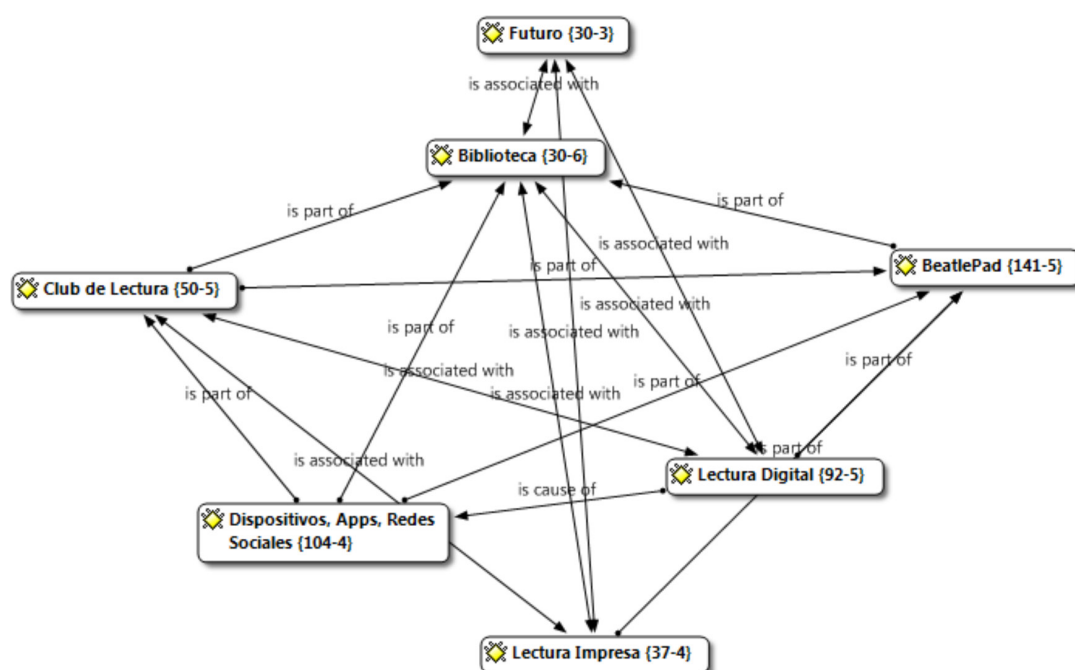 Futuro {30-3}
is associated with
Biblioteca {30-6}
is part of
is part of
is associated with
BeatlePad {141-5}
is part of
Club de Lectura {50-5}
is associated with
is part of
is associated with
is part of
is associated with
is part of
is part of
is associated with
is part of
is associated with
Lectura Digital {92-5}
is cause of
Dispositivos, Apps, Redes
Sociales {104-4}
Lectura Impresa {37-4}